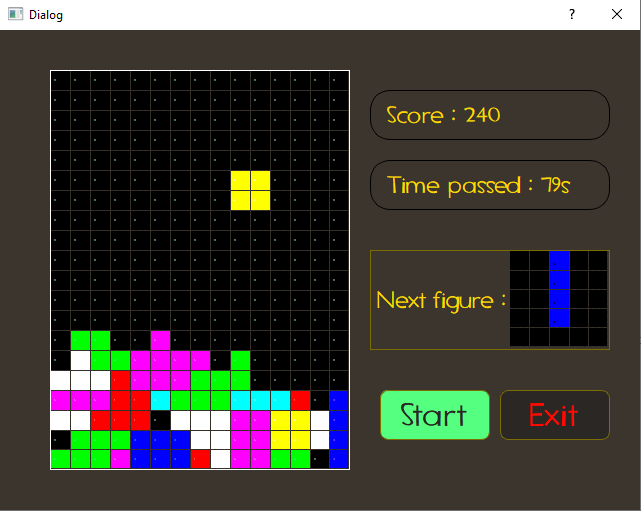 Dialog
?
Score : 240
Time passed : 79s
Next figure :
Start
Exit